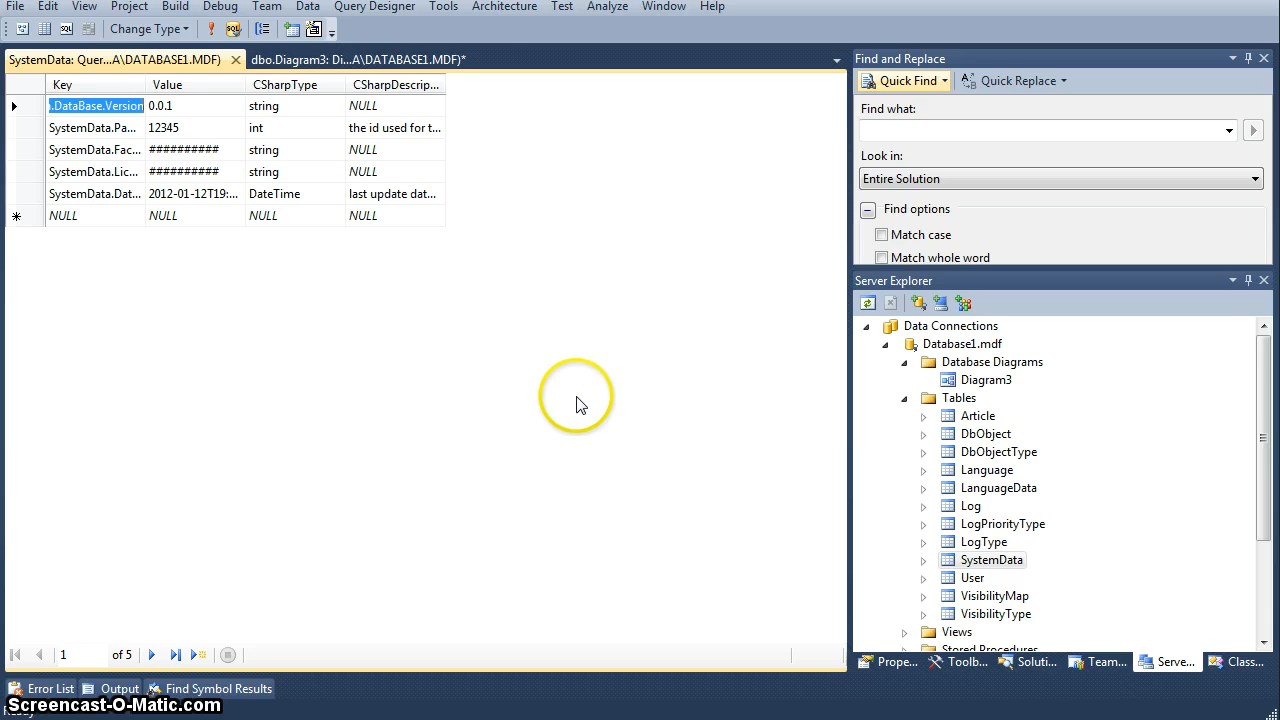 File Edit View Project Build Debug Team Data Query Designer Tools Architecture Test Analyze Window Help
Change Type
SystemData: Quer...A\DATABASE1.MDF)
dbo.Diagram3: Di...A\DATABASE1.MDF)*
Key Value CSharpType CSharpDescrip...
.DataBase.Version 0.0.1 string NULL
SystemData.Pa... 12345 int the id used for t...
SystemData.Fac... ########## string NULL
SystemData.Lic... ########## string NULL
SystemData.Dat... 2012-01-12T19:... DateTime last update dat...
NULL NULL NULL NULL
1 of 5
Find and Replace
Quick Find Quick Replace
Find what:
Look in:
Entire Solution
Find options
Match case
Match whole word
Server Explorer
Data Connections
Database1.mdf
Database Diagrams
Diagram3
Tables
Article
DbObject
DbObjectType
Language
LanguageData
Log
LogPriorityType
LogType
SystemData
User
VisibilityMap
VisibilityType
Views
Stored Procedures
Prope... Toolb... Soluti... Team... Serve... Class...
Error List Output Find Symbol Results
Screencast-O-Matic.com